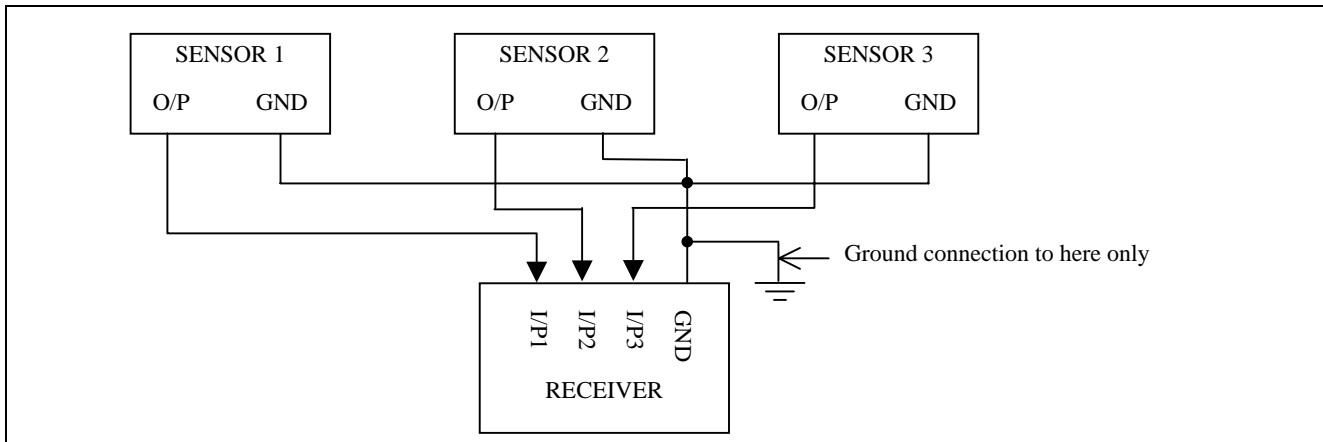 SENSOR 1
O/P GND
SENSOR 2
O/P GND
SENSOR 3
O/P GND
Ground connection to here only
I/P1
I/P2
I/P3
GND
RECEIVER